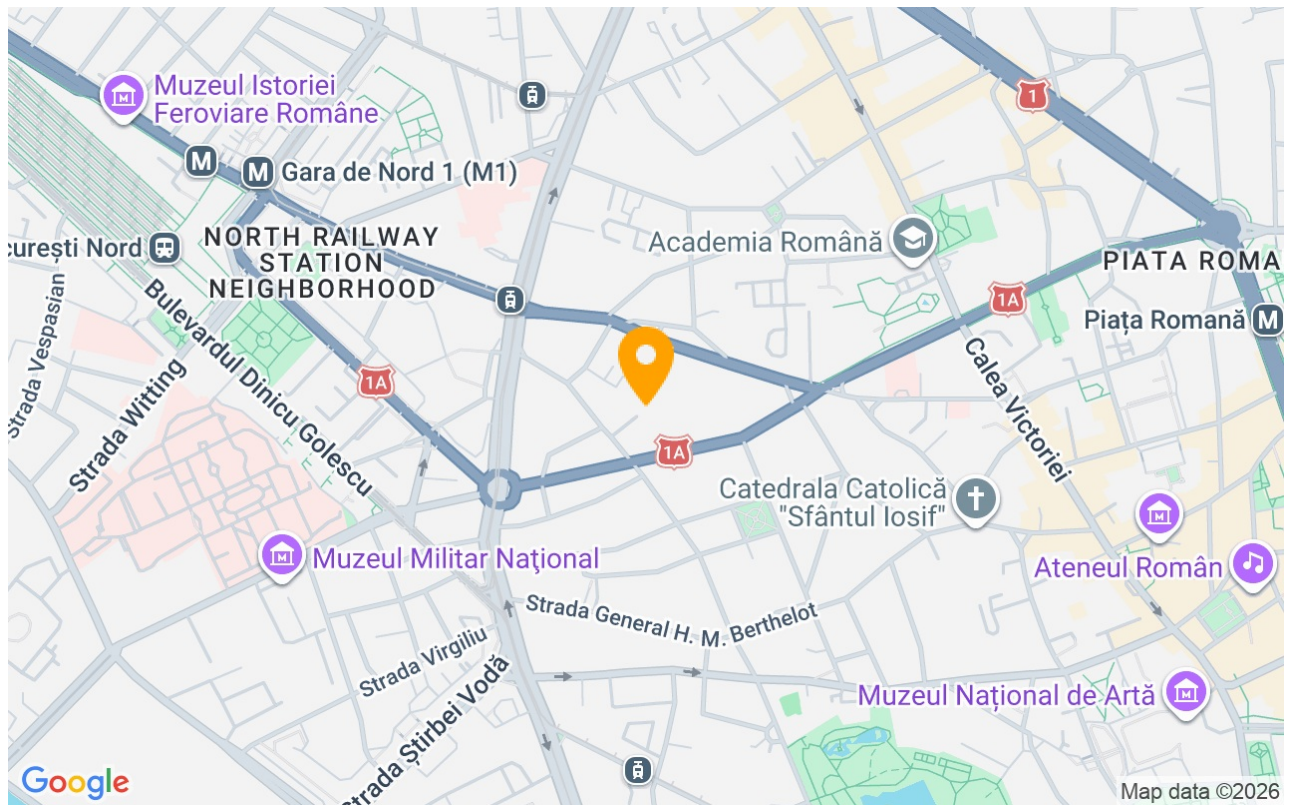 Muzeul Istoriei
Feroviare Române
1
M
M
Gara de Nord 1 (M1)
curești Nord
NORTH RAILWAY
STATION
NEIGHBORHOOD
Academia Română
PIATA ROMA
1A
Piața Romană M
Strada Vespasian
Strada Witting
Bulevardul Dinicu Golescu
1A
Calea Victoriei
1A
Catedrala Catolică
"Sfântul Iosif"
Muzeul Militar Naţional
Ateneul Român
Strada General H. M. Berthelot
Strada Virgiliu
Strada Știrbei Vodă
Muzeul Național de Artă
Google
Map data ©2026